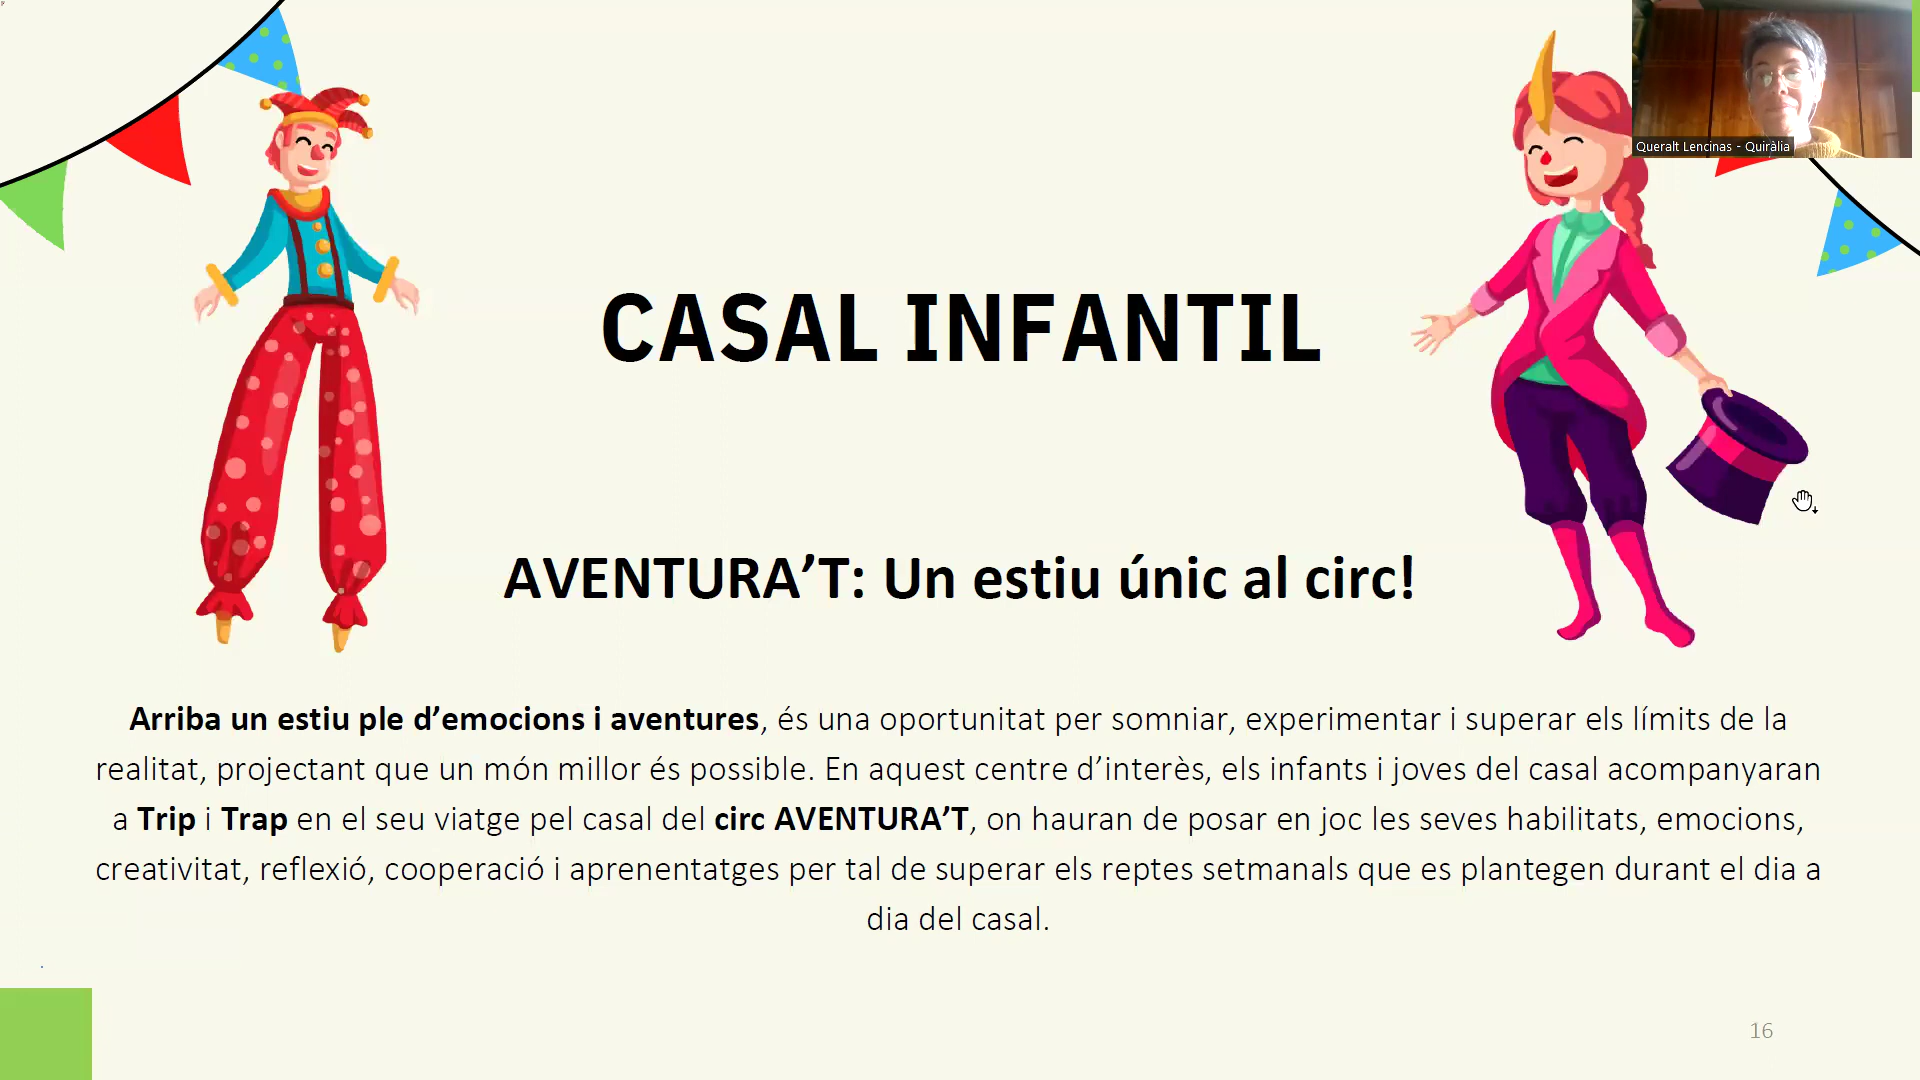 Queralt Lencinas - Quiràlia
CASAL INFANTIL
AVENTURA’T: Un estiu únic al circ!
Arriba un estiu ple d’emocions i aventures, és una oportunitat per somniar, experimentar i superar els límits de la
realitat, projectant que un món millor és possible. En aquest centre d’interès, els infants i joves del casal acompanyaran
a Trip i Trap en el seu viatge pel casal del circ AVENTURA’T, on hauran de posar en joc les seves habilitats, emocions,
creativitat, reflexió, cooperació i aprenentatges per tal de superar els reptes setmanals que es plantegen durant el dia a
dia del casal.
16